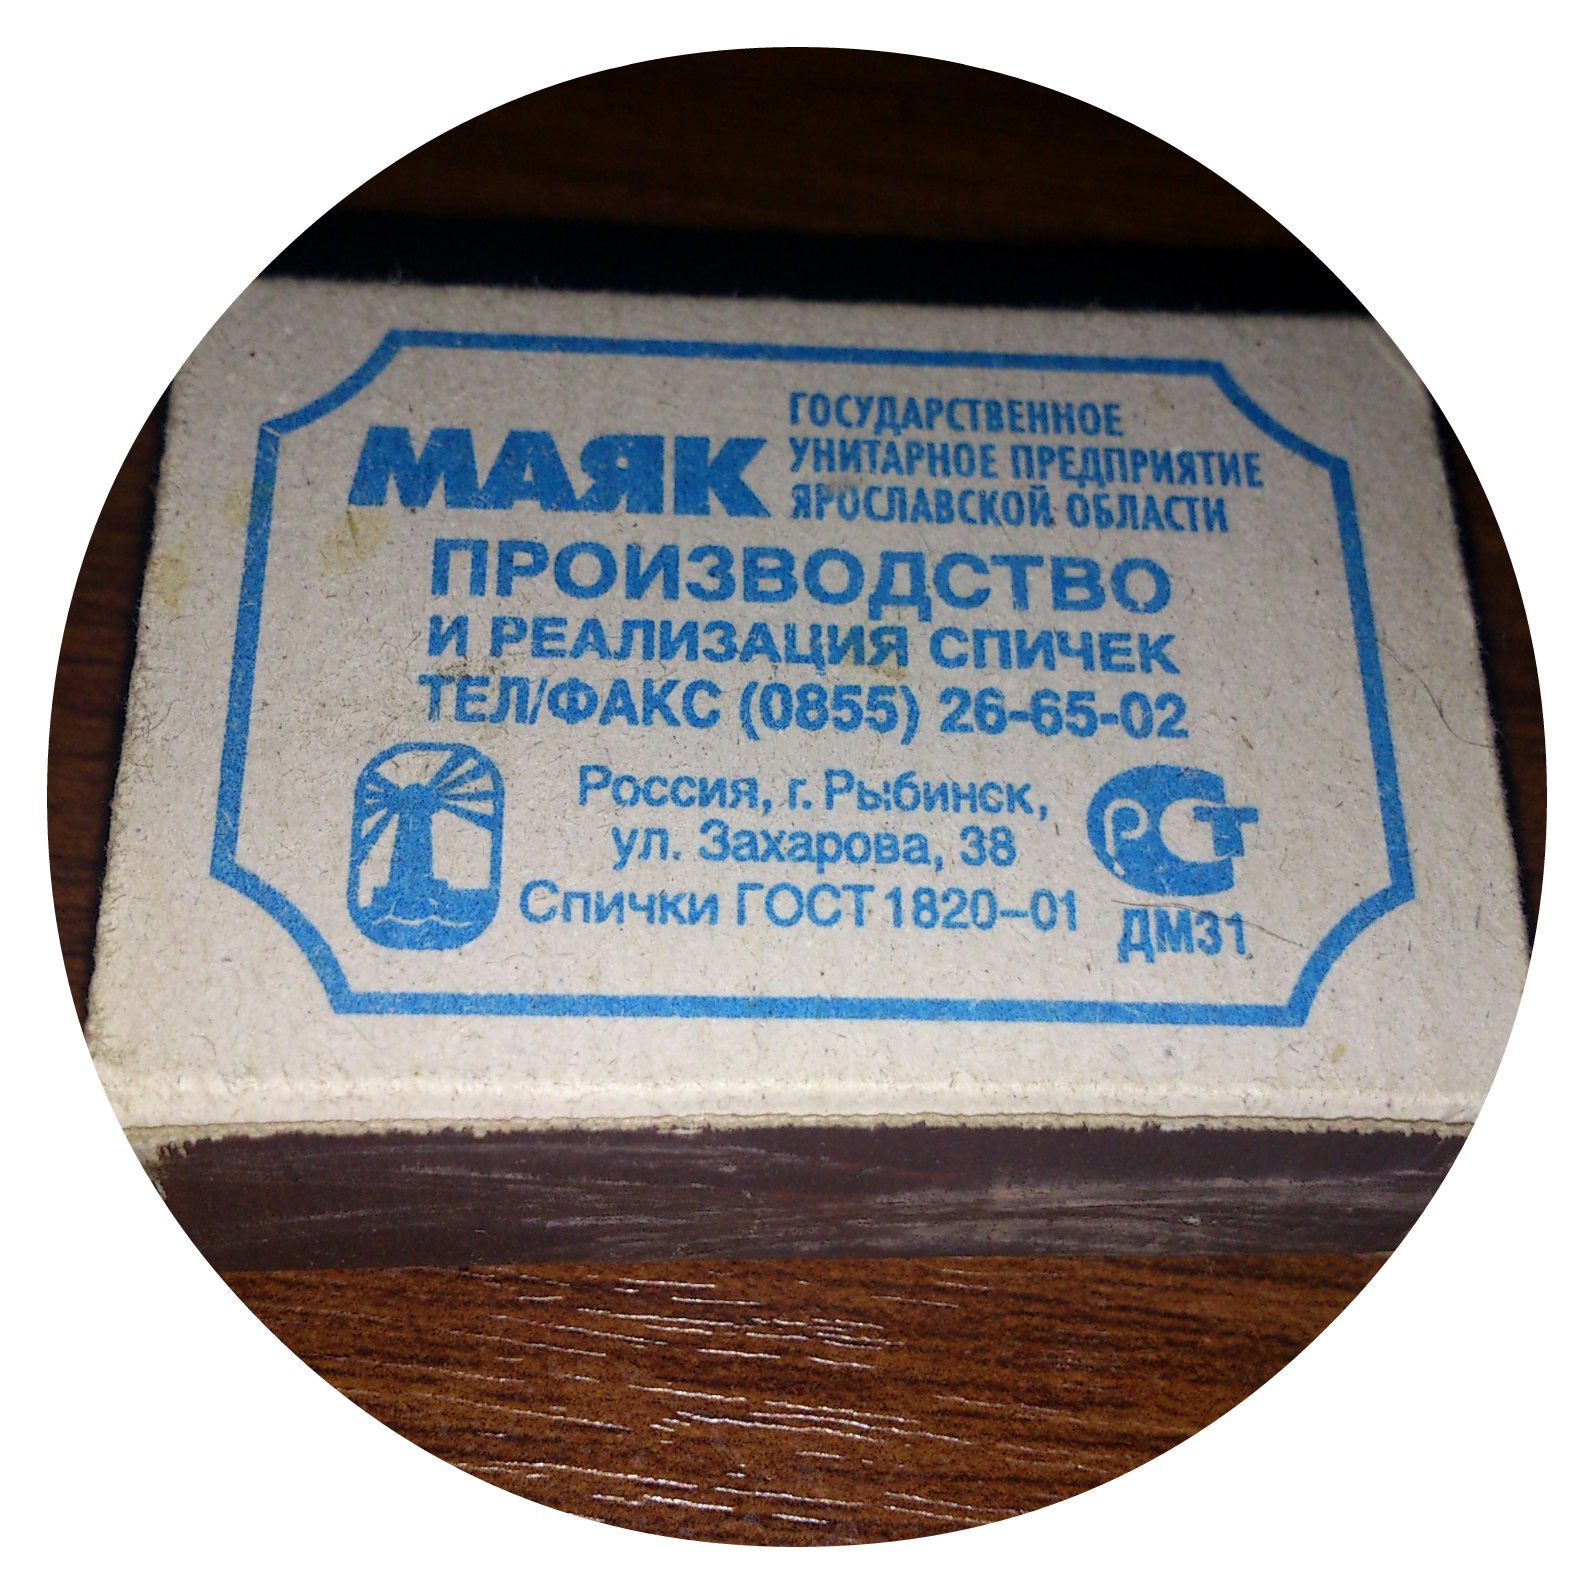 МАЯК
ГОСУДАРСТВЕННОЕ
УНИТАРНОЕ ПРЕДПРИЯТИЕ
ЯРОСЛАВСКОЙ ОБЛАСТИ
ПРОИЗВОДСТВО
И РЕАЛИЗАЦИЯ СПИЧЕК
ТЕЛ/ФАКС (0855) 26-65-02
Россия, г. Рыбинск,
ул. Захарова, 38
Спички ГОСТ 1820-01
РСТ
ДМ31